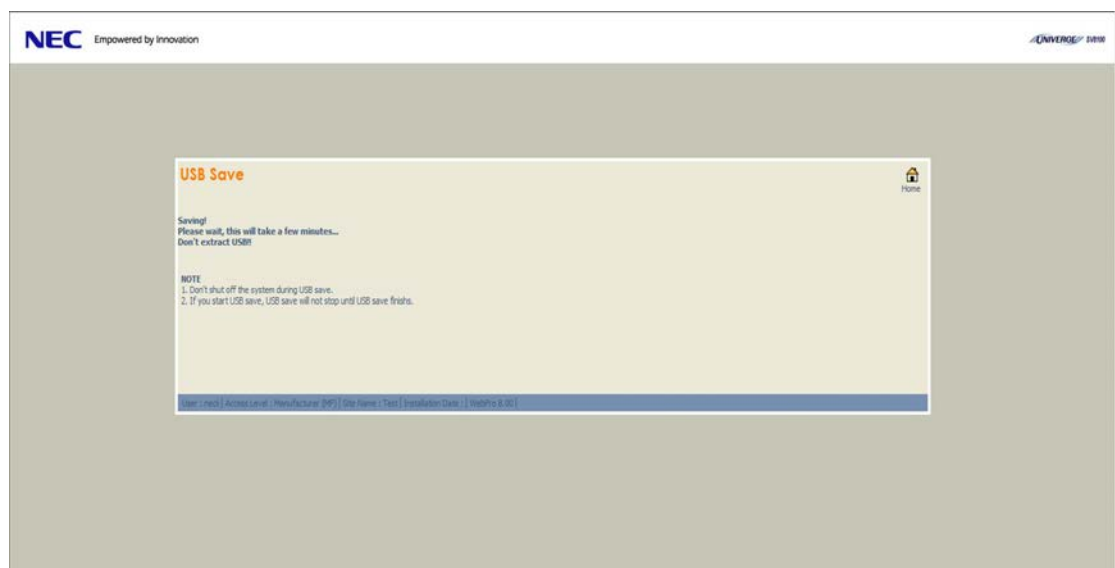 NEC Empowered by Innovation
UNIVERGE SV8100
USB Save
Home
Saving!
Please wait, this will take a few minutes...
Don't extract USB!!
NOTE
1. Don't shut off the system during USB save.
2. If you start USB save, USB save will not stop until USB save finishs.
User : necii | Access Level : Manufacturer (MF) | Site Name : Test | Installation Date : | WebPro 8.00 |